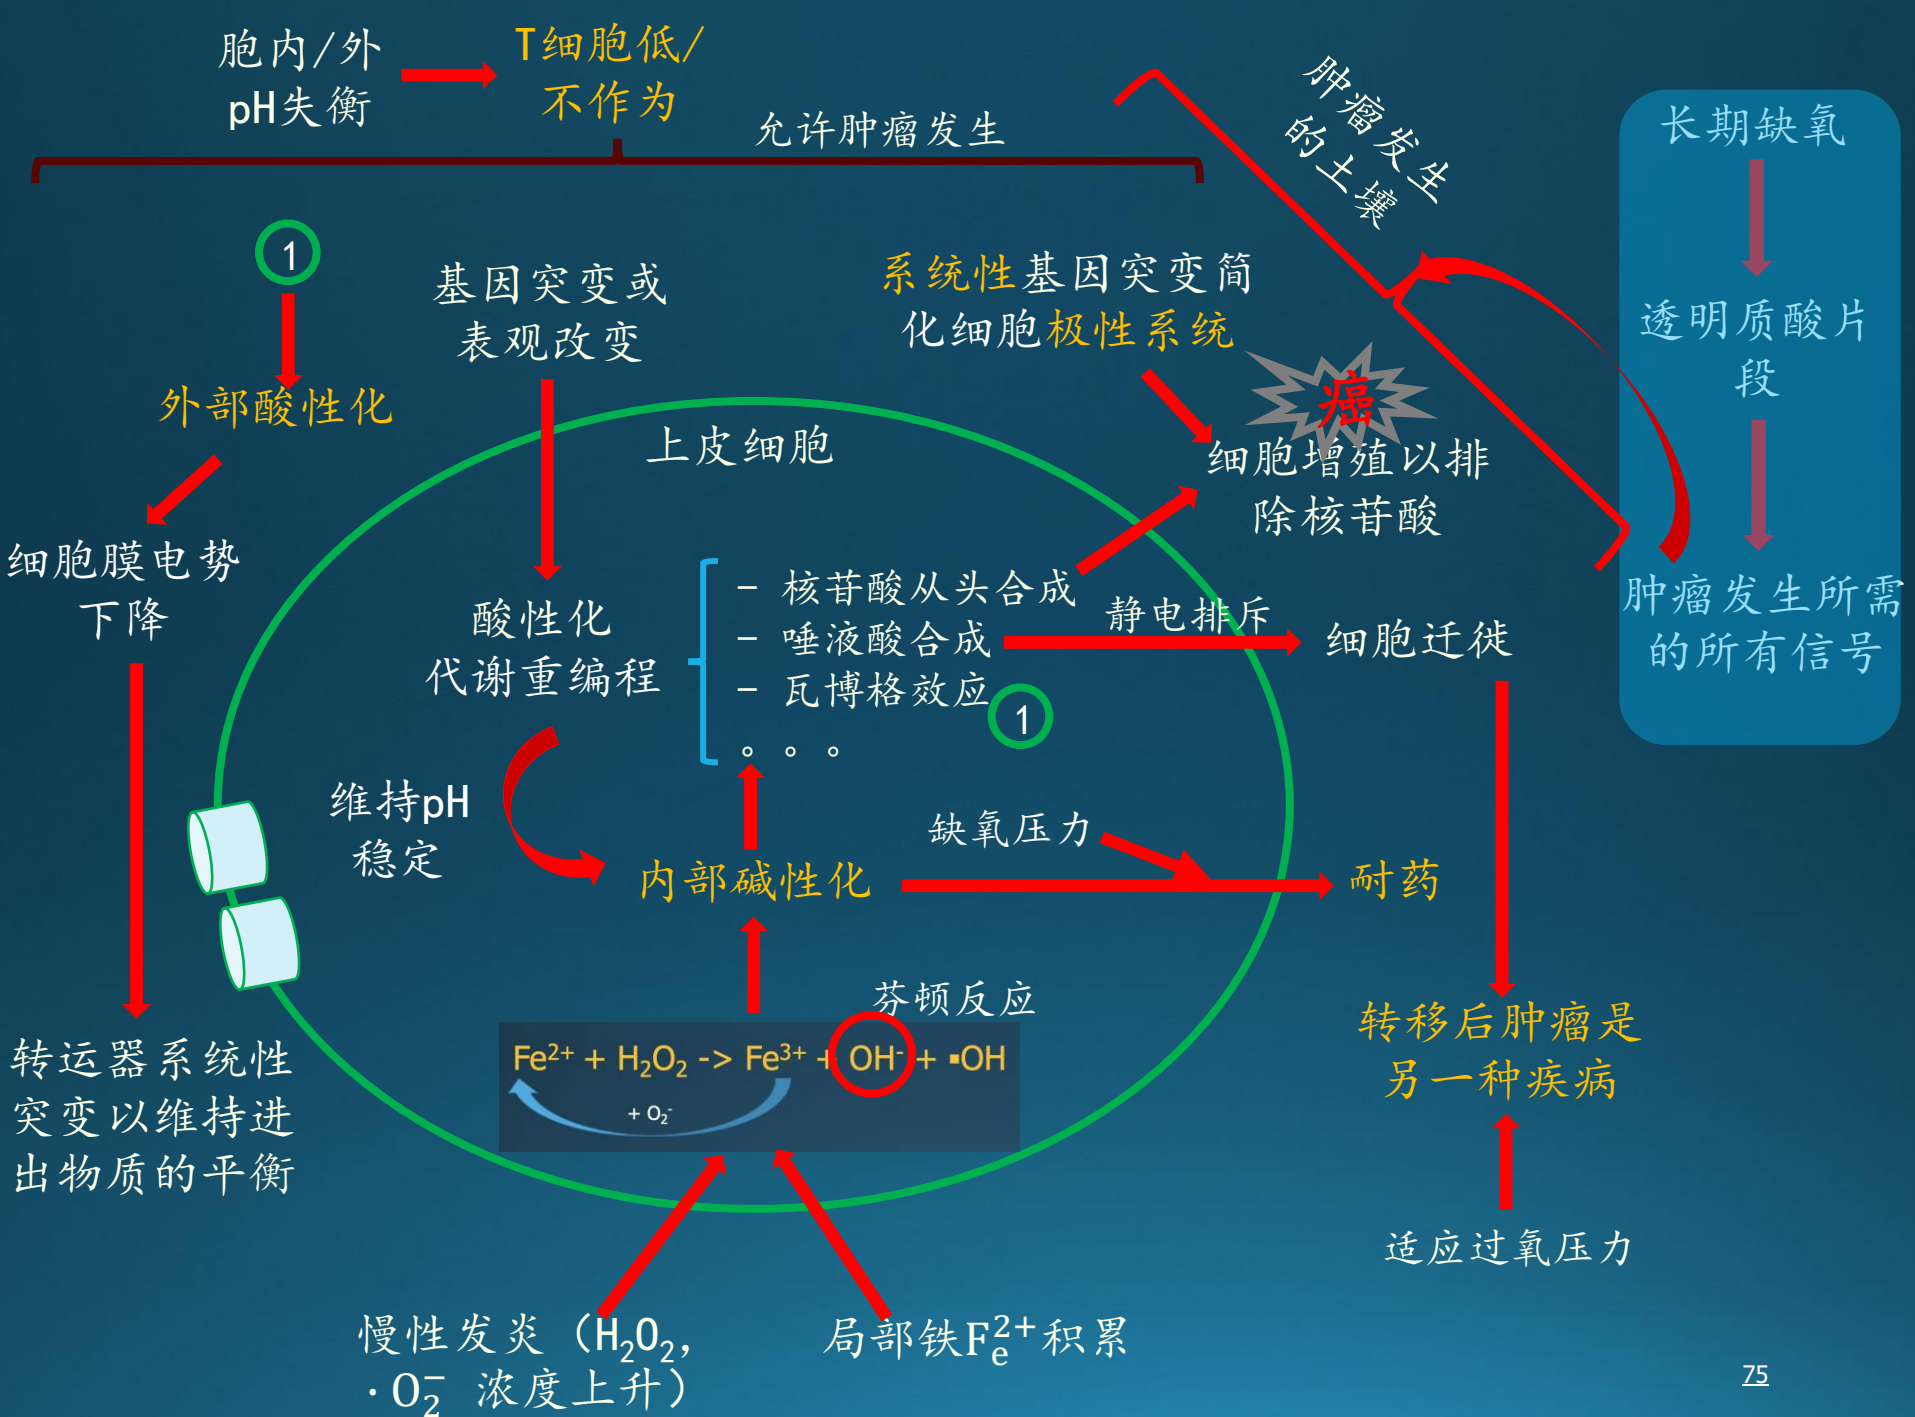 胞内/外
pH失衡
T细胞低/
不作为
允许肿瘤发生
肿瘤发生
的土壤
长期缺氧
透明质酸片
段
肿瘤发生所需
的所有信号
1
外部酸性化
细胞膜电势
下降
转运器系统性
突变以维持进
出物质的平衡
基因突变或
表观改变
系统性基因突变简
化细胞极性系统
癌
细胞增殖以排
除核苷酸
上皮细胞
酸性化
代谢重编程
- 核苷酸从头合成
- 唾液酸合成
- 瓦博格效应
。。。
1
静电排斥
细胞迁徙
维持pH
稳定
内部碱性化
缺氧压力
耐药
芬顿反应
Fe²⁺ + H₂O₂ -> Fe³⁺ + OH⁻ + ▪OH
+ O₂⁻
转移后肿瘤是
另一种疾病
适应过氧压力
慢性发炎（H₂O₂,
·O₂⁻ 浓度上升）
局部铁Fₑ²⁺积累
75